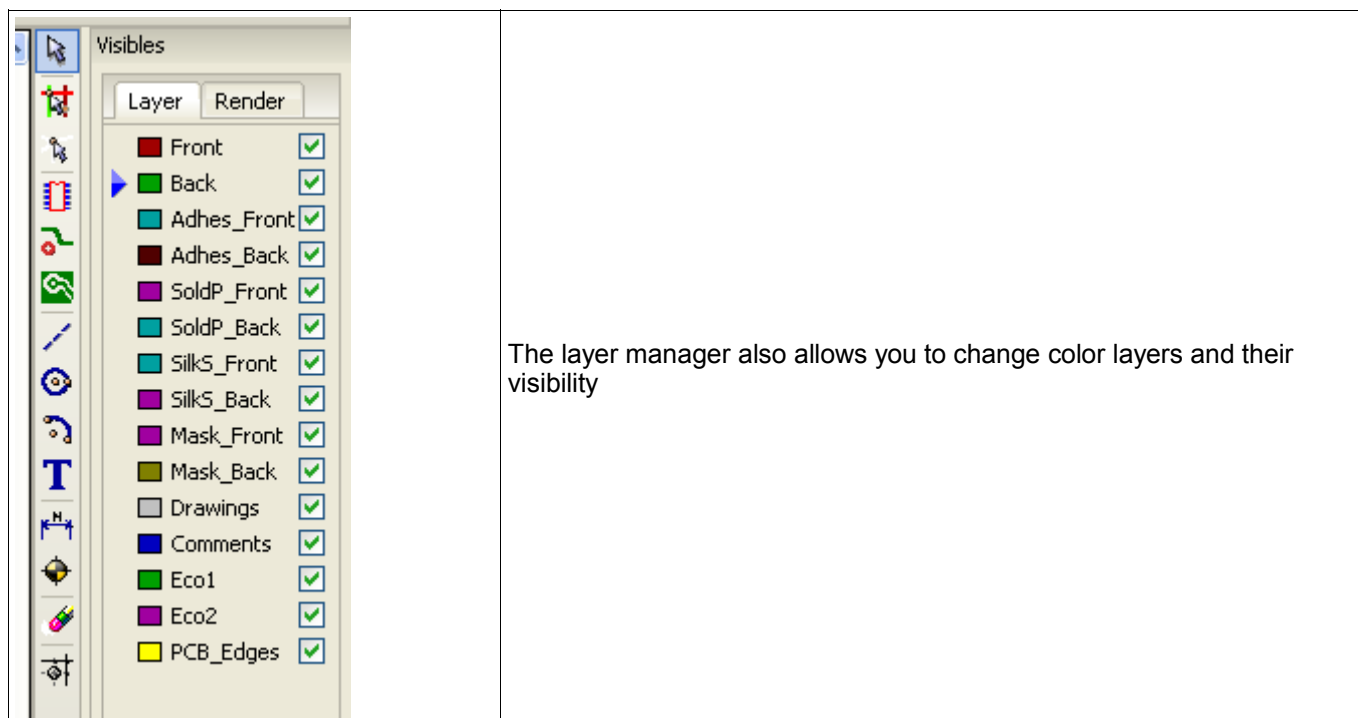 Visibles
Layer Render
Front
Back
Adhes_Front
Adhes_Back
SoldP_Front
SoldP_Back
SilkS_Front
SilkS_Back
Mask_Front
Mask_Back
Drawings
Comments
Eco1
Eco2
PCB_Edges
T
N
The layer manager also allows you to change color layers and their
visibility